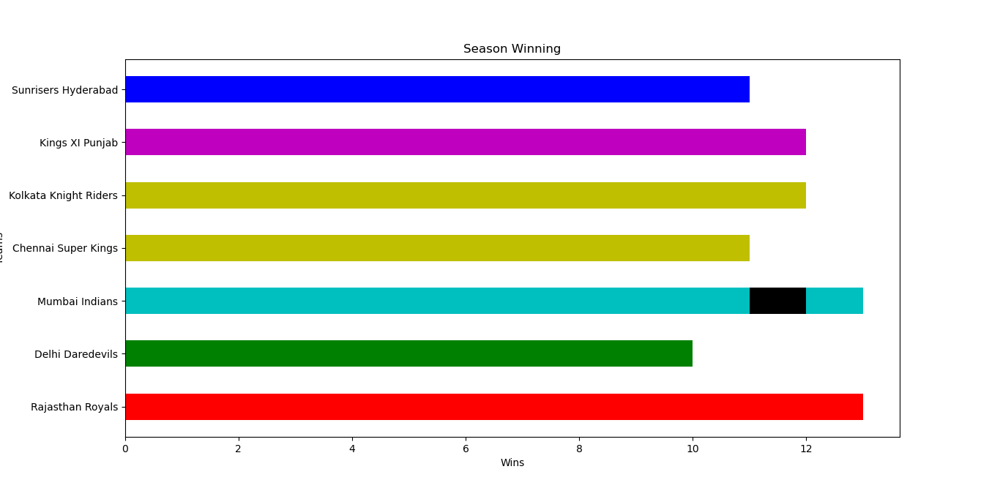 Season Winning
Sunrisers Hyderabad
Kings XI Punjab
Kolkata Knight Riders
Chennai Super Kings
Mumbai Indians
Delhi Daredevils
Rajasthan Royals
0 2 4 6 8 10 12
Wins